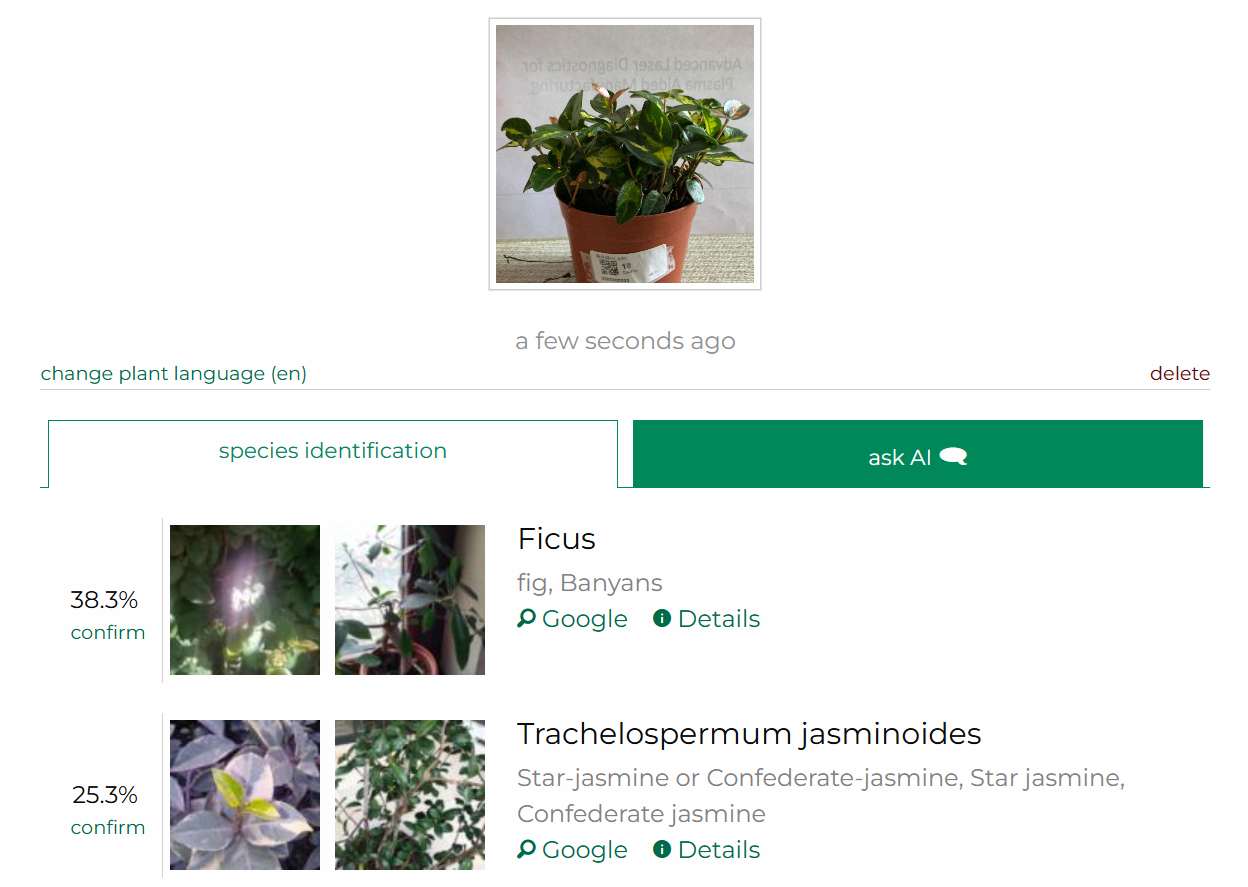 Advanced Laser Diagnostics for
Plasma Aided Manufacturing
10
a few seconds ago
change plant language (en)
delete
species identification
ask AI
Ficus
fig, Banyans
38.3%
confirm
Google
Details
Trachelospermum jasminoides
Star-jasmine or Confederate-jasmine, Star jasmine,
Confederate jasmine
25.3%
confirm
Google
Details